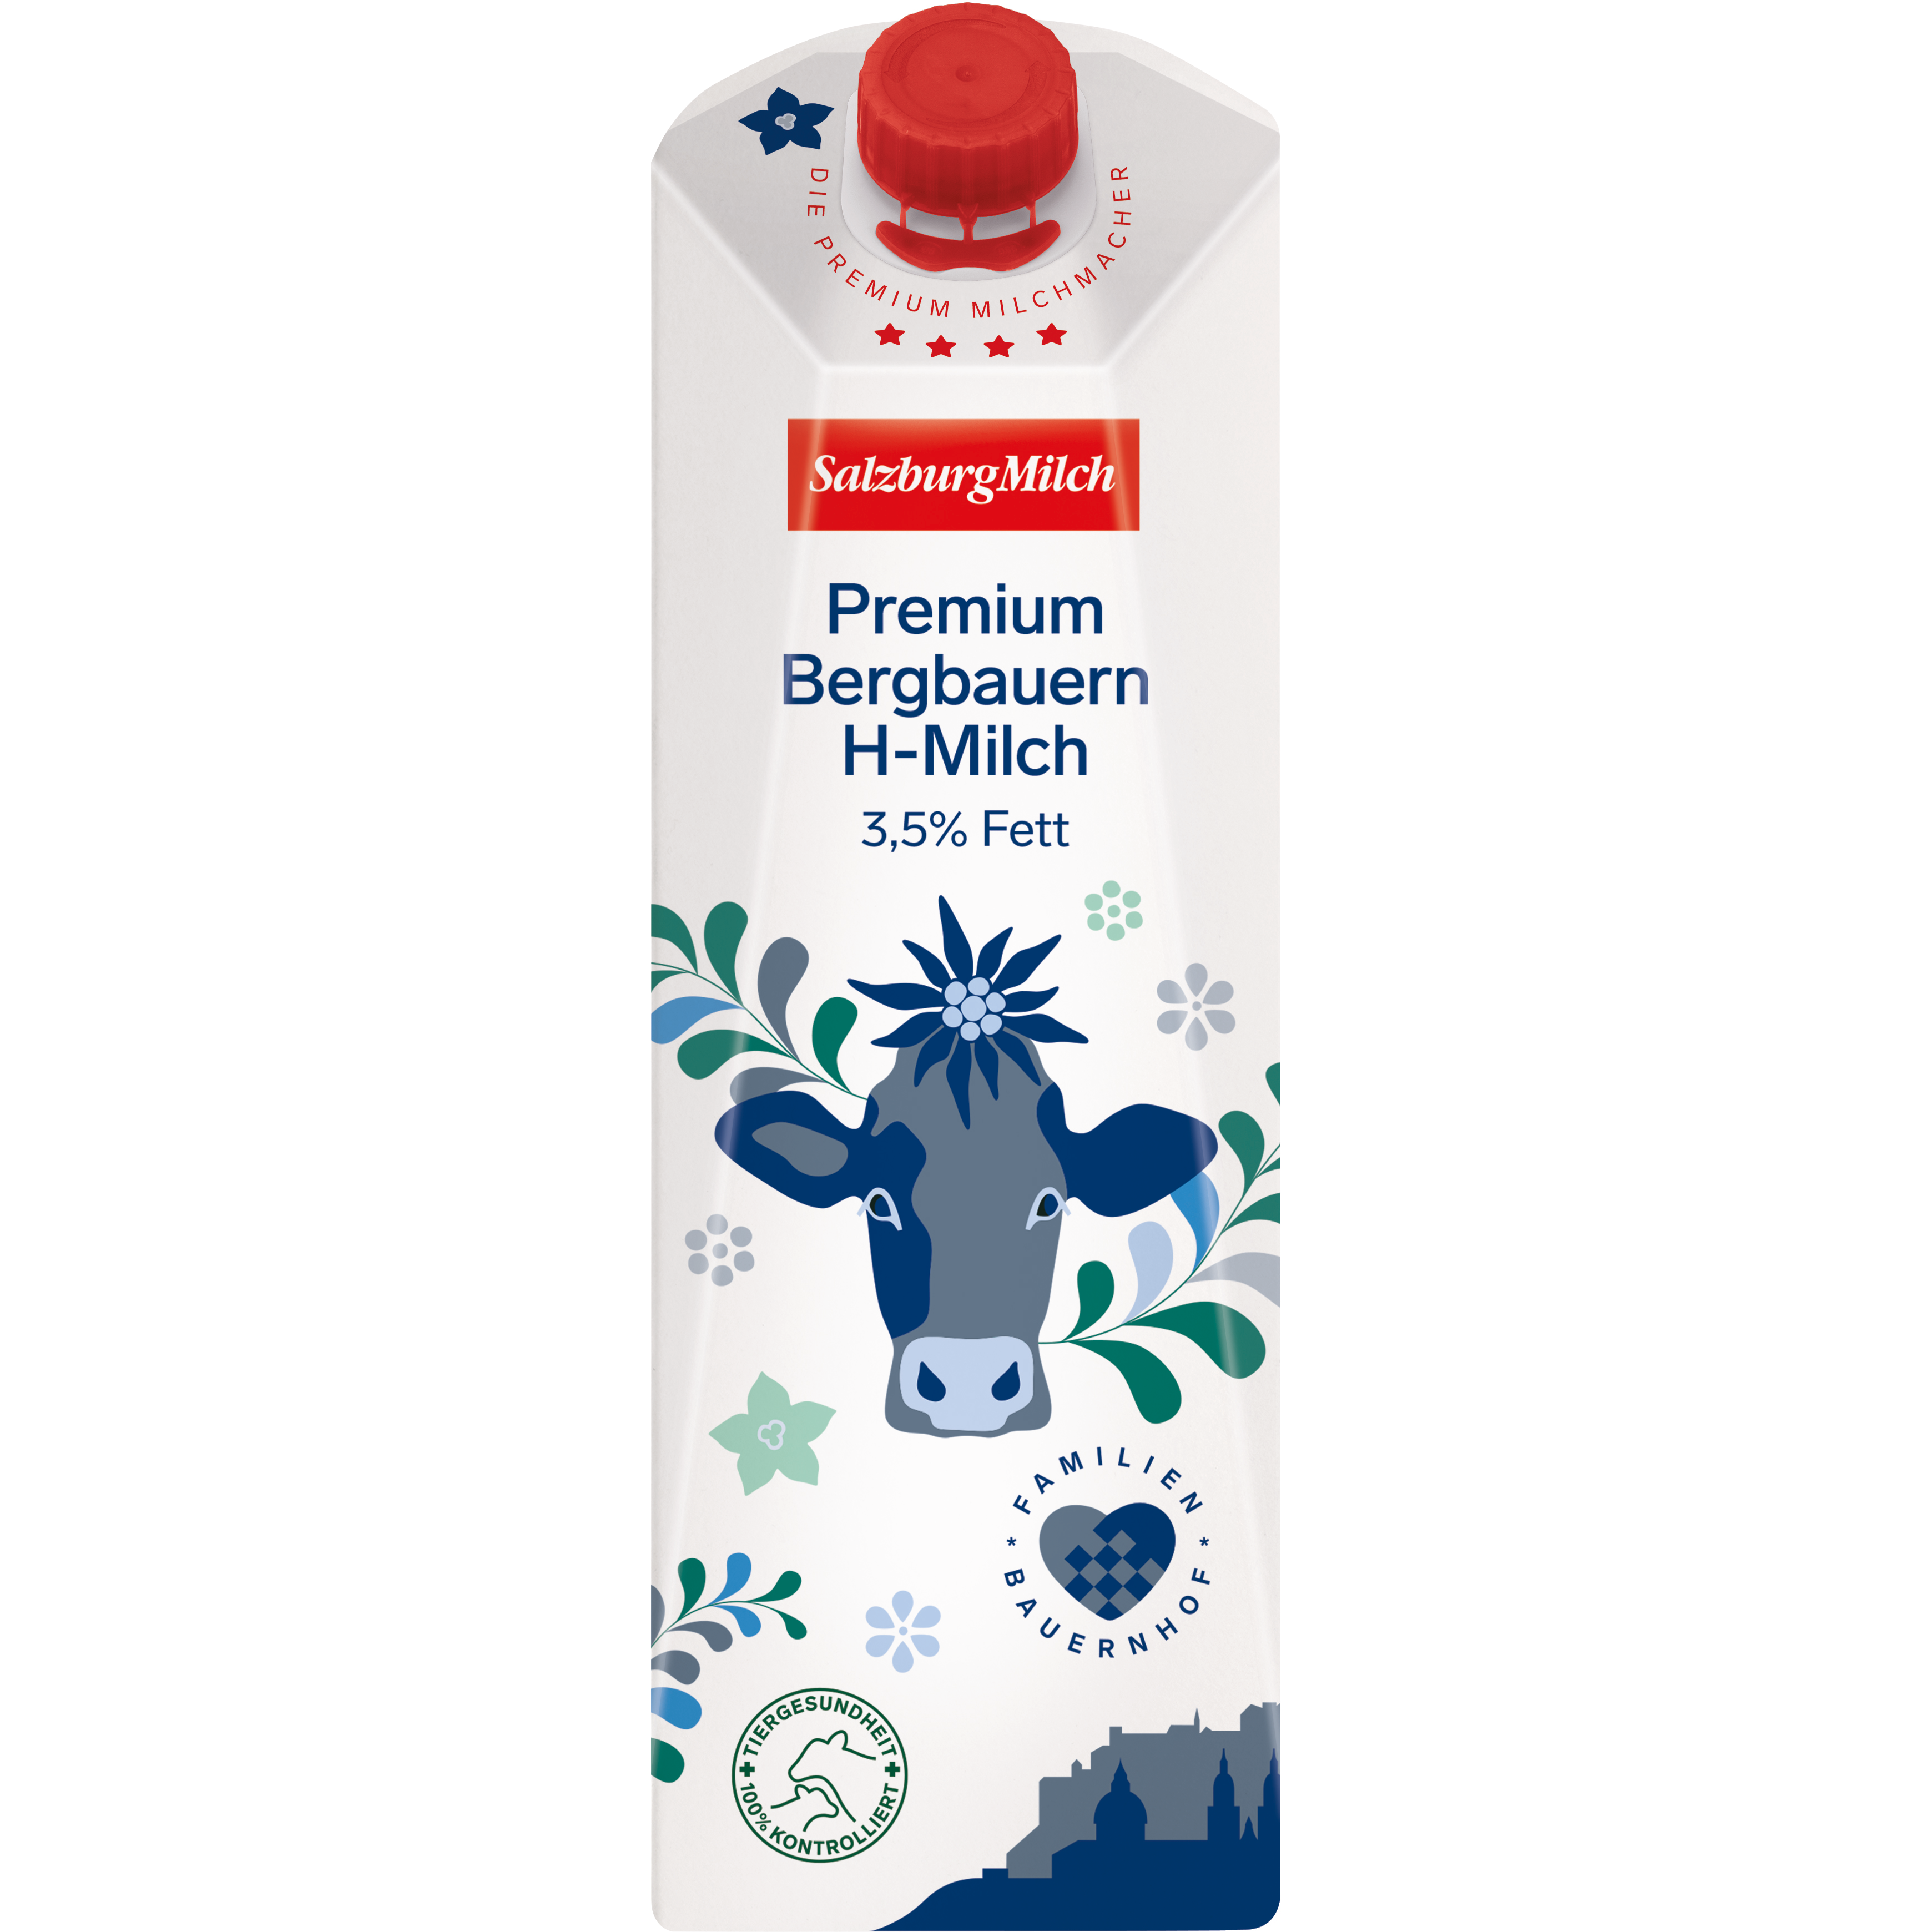 DIE PREMIUM MILCHMACHER
SalzburgMilch
Premium
Bergbauern
H-Milch
3,5% Fett
FAMILIEN
* BAUERNHOF *
TIERGESUNDHEIT
100% KONTROLLIERT